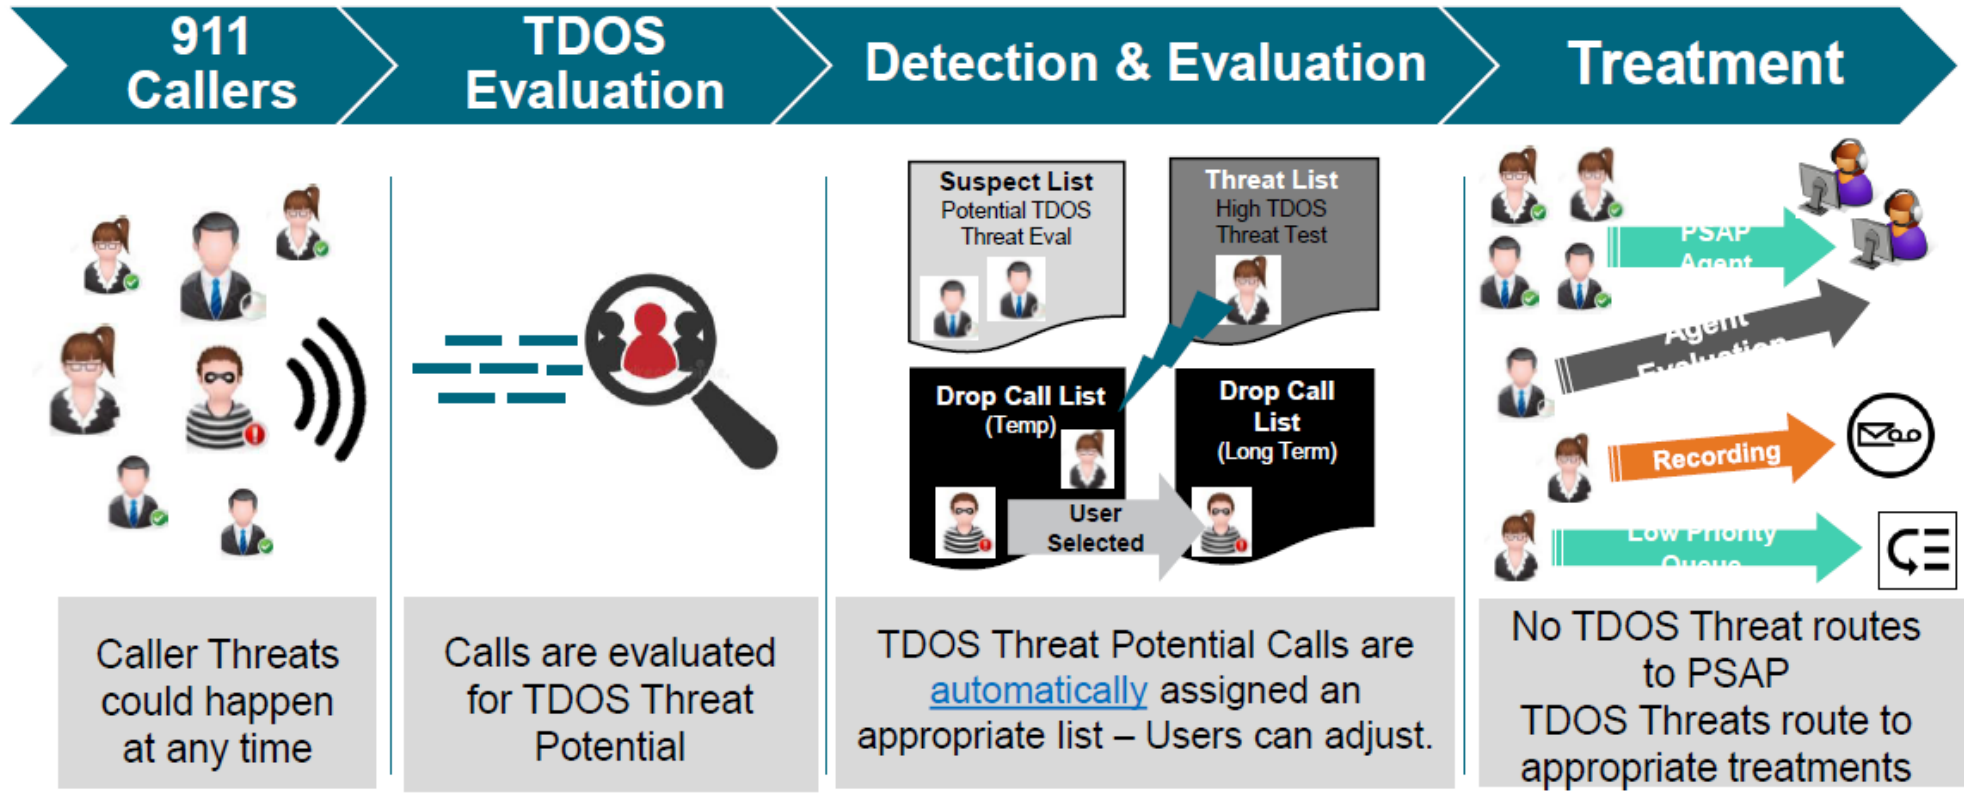 911
Callers
TDOS
Evaluation
Detection & Evaluation
Treatment
Suspect List
Potential TDOS
Threat Eval
Threat List
High TDOS
Threat Test
Drop Call List
(Temp)
Drop Call
List
(Long Term)
User
Selected
PSAP
Agent
Agent
Evaluation
Recording
Low Priority
Queue
Caller Threats
could happen
at any time
Calls are evaluated
for TDOS Threat
Potential
TDOS Threat Potential Calls are
automatically assigned an
appropriate list – Users can adjust.
No TDOS Threat routes
to PSAP
TDOS Threats route to
appropriate treatments